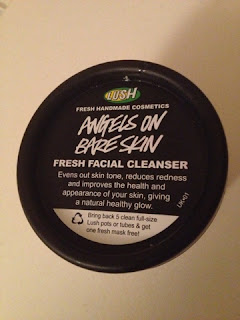 LUSH
FRESH HANDMADE COSMETICS
ANGELS ON
BARE SKIN
FRESH FACIAL CLEANSER
Evens out skin tone, reduces redness
and improves the health and
appearance of your skin, giving
a natural healthy glow.
Bring back 5 clean full-size
Lush pots or tubes & get
one fresh mask free!